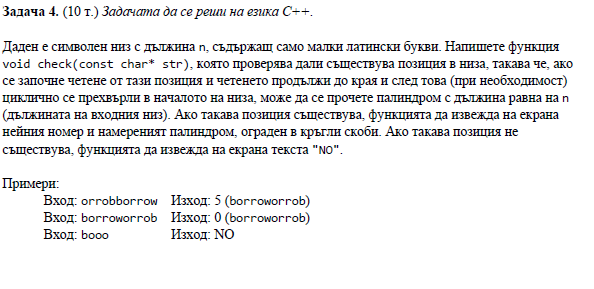 Задача 4. (10 т.) Задачата да се реши на езика C++.
Даден е символен низ с дължина n, съдържащ само малки латински букви. Напишете функция
void check(const char* str), която проверява дали съществува позиция в низа, такава че, ако
се започне четене от тази позиция и четенето продължи до края и след това (при необходимост)
циклично се прехвърли в началото на низа, може да се прочете палиндром с дължина равна на n
(дължината на входния низ). Ако такава позиция съществува, функцията да извежда на екрана
нейния номер и намереният палиндром, ограден в кръгли скоби. Ако такава позиция не
съществува, функцията да извежда на екрана текста "NO".
Примери:
Вход: orrobborrow Изход: 5 (borroworrob)
Вход: borroworrob Изход: 0 (borroworrob)
Вход: booo Изход: NO